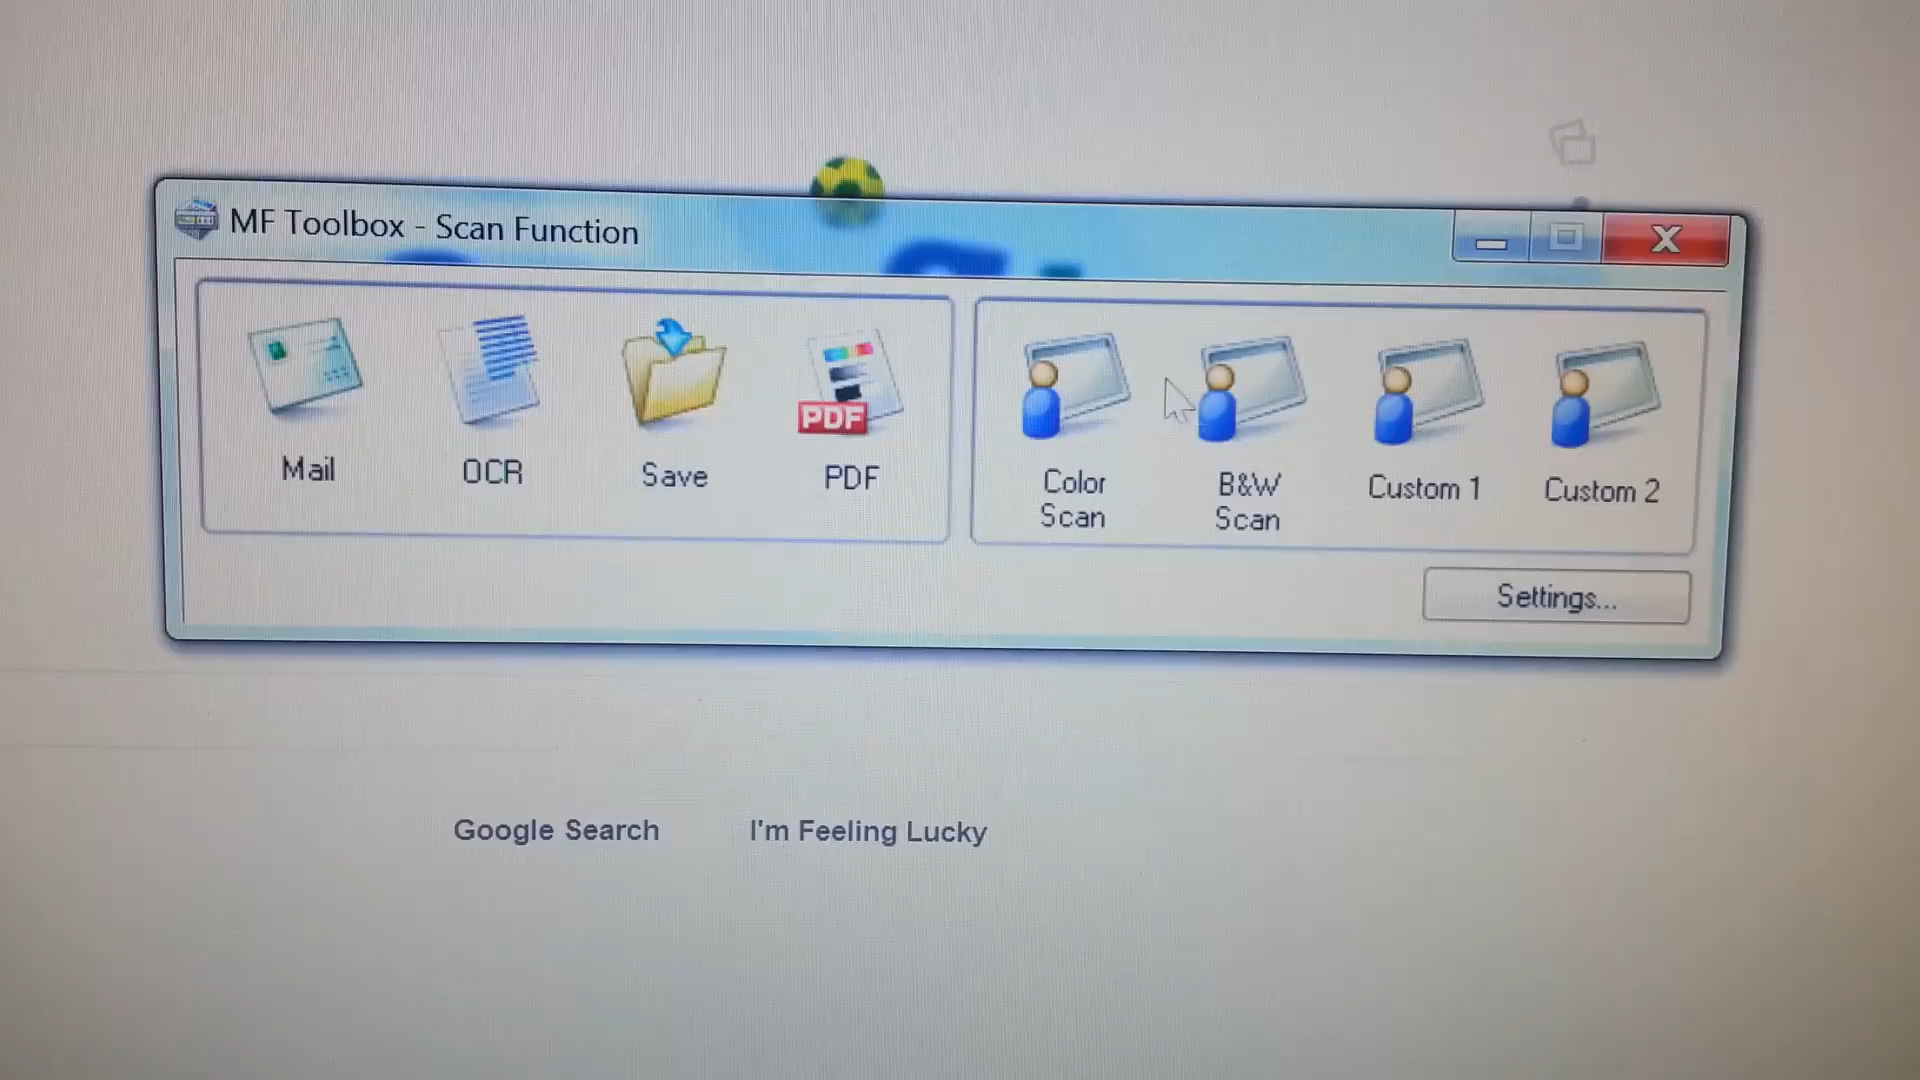 MF Toolbox - Scan Function
Mail
OCR
Save
PDF
PDF
Color
Scan
B&W
Scan
Custom 1
Custom 2
Settings...
Google Search
I'm Feeling Lucky